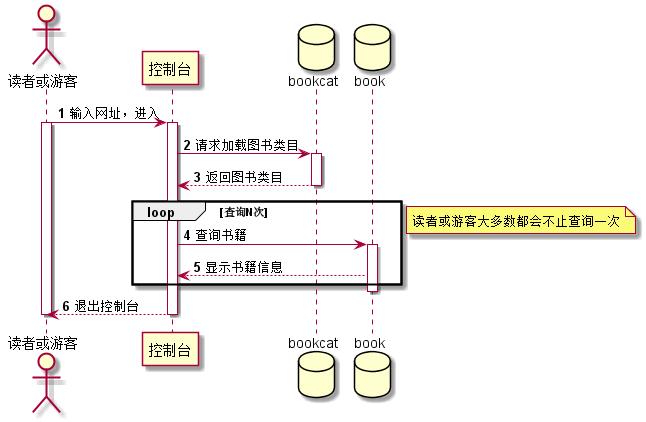 读者或游客
控制台
bookcat
book
1 输入网址，进入
2 请求加载图书类目
3 返回图书类目
loop [查询N次]
读者或游客大多数都会不止查询一次
4 查询书籍
5 显示书籍信息
6 退出控制台
读者或游客
控制台
bookcat
book